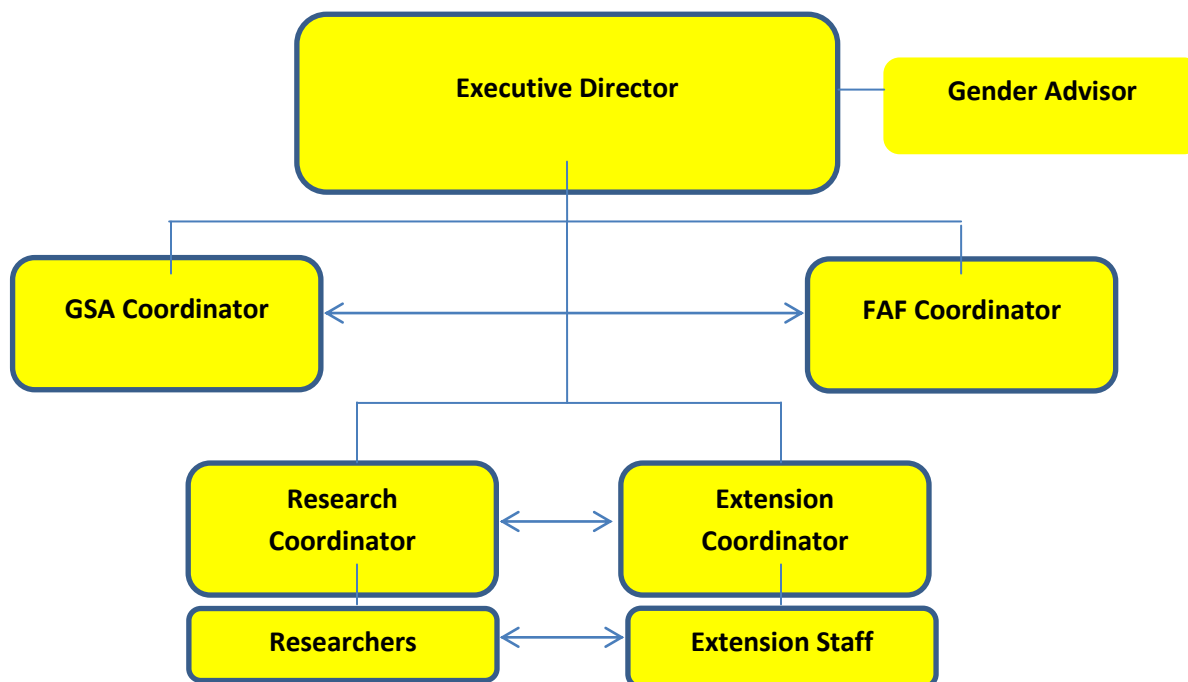 Executive Director
Gender Advisor
GSA Coordinator
FAF Coordinator
Research
Coordinator
Extension
Coordinator
Researchers
Extension Staff